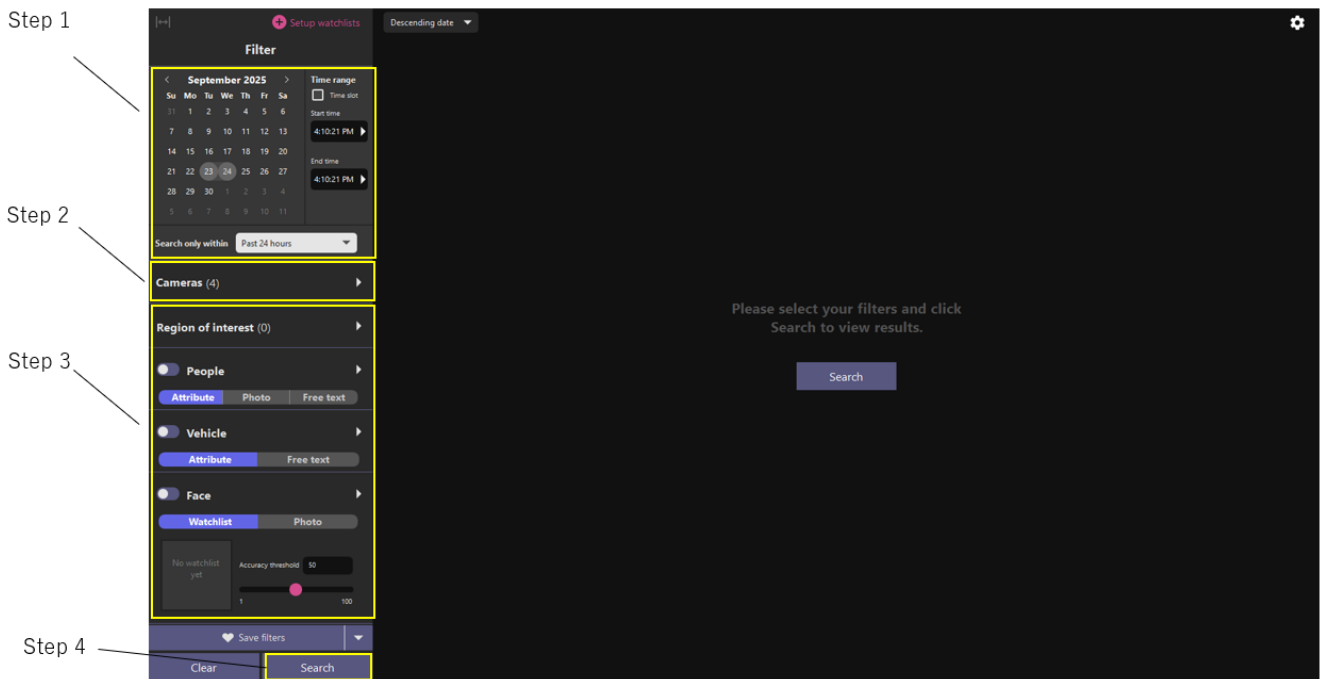 Step 1
Setup watchlists
Descending date
Filter
September 2025
Time range
Su Mo Tu We Th Fr Sa
Time slot
31 1 2 3 4 5 6
Start time
7 8 9 10 11 12 13
4:10:21 PM
14 15 16 17 18 19 20
End time
21 22 23 24 25 26 27
4:10:21 PM
28 29 30 1 2 3 4
5 6 7 8 9 10 11
Step 2
Search only within Past 24 hours
Cameras (4)
Please select your filters and click
Search to view results.
Search
Region of interest (0)
Step 3
People
Attribute Photo Free text
Vehicle
Attribute Free text
Face
Watchlist Photo
No watchlist
yet
Accuracy threshold 50
1 100
Save filters
Step 4
Clear Search